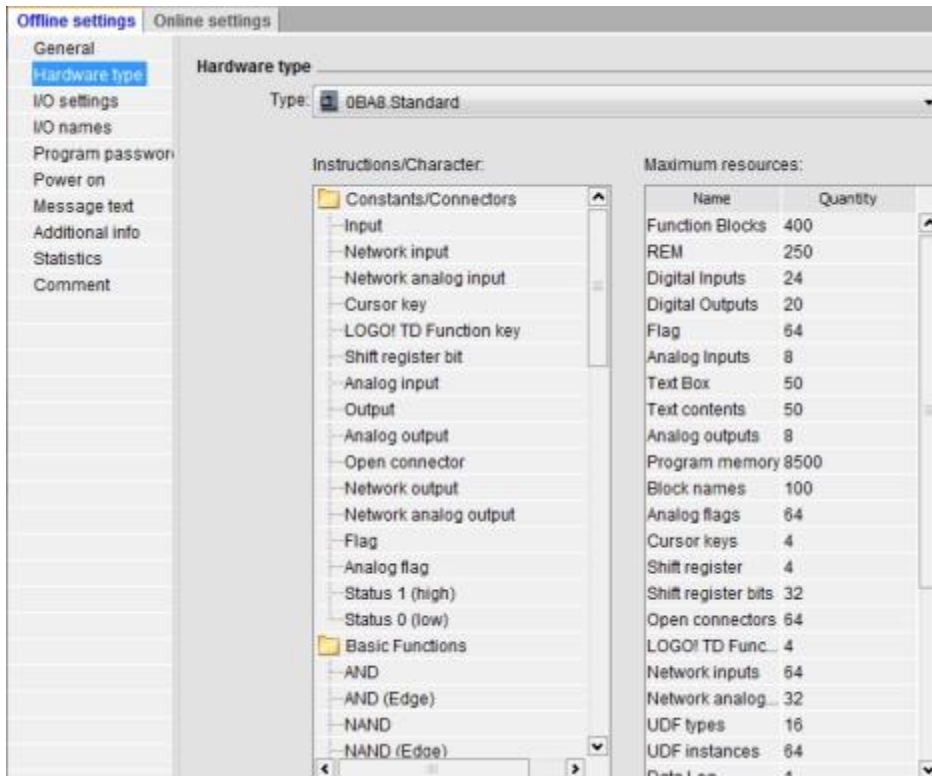 Offline settings Online settings
General
Hardware type
I/O settings
I/O names
Program passwor
Power on
Message text
Additional info
Statistics
Comment
Hardware type
Type: 0BA8.Standard
Instructions/Character:
Constants/Connectors
Input
Network input
Network analog input
Cursor key
LOGO! TD Function key
Shift register bit
Analog input
Output
Analog output
Open connector
Network output
Network analog output
Flag
Analog flag
Status 1 (high)
Status 0 (low)
Basic Functions
AND
AND (Edge)
NAND
NAND (Edge)
Maximum resources:
Name Quantity
Function Blocks 400
REM 250
Digital Inputs 24
Digital Outputs 20
Flag 64
Analog Inputs 8
Text Box 50
Text contents 50
Analog outputs 8
Program memory 8500
Block names 100
Analog flags 64
Cursor keys 4
Shift register 4
Shift register bits 32
Open connectors 64
LOGO! TD Func... 4
Network inputs 64
Network analog... 32
UDF types 16
UDF instances 64